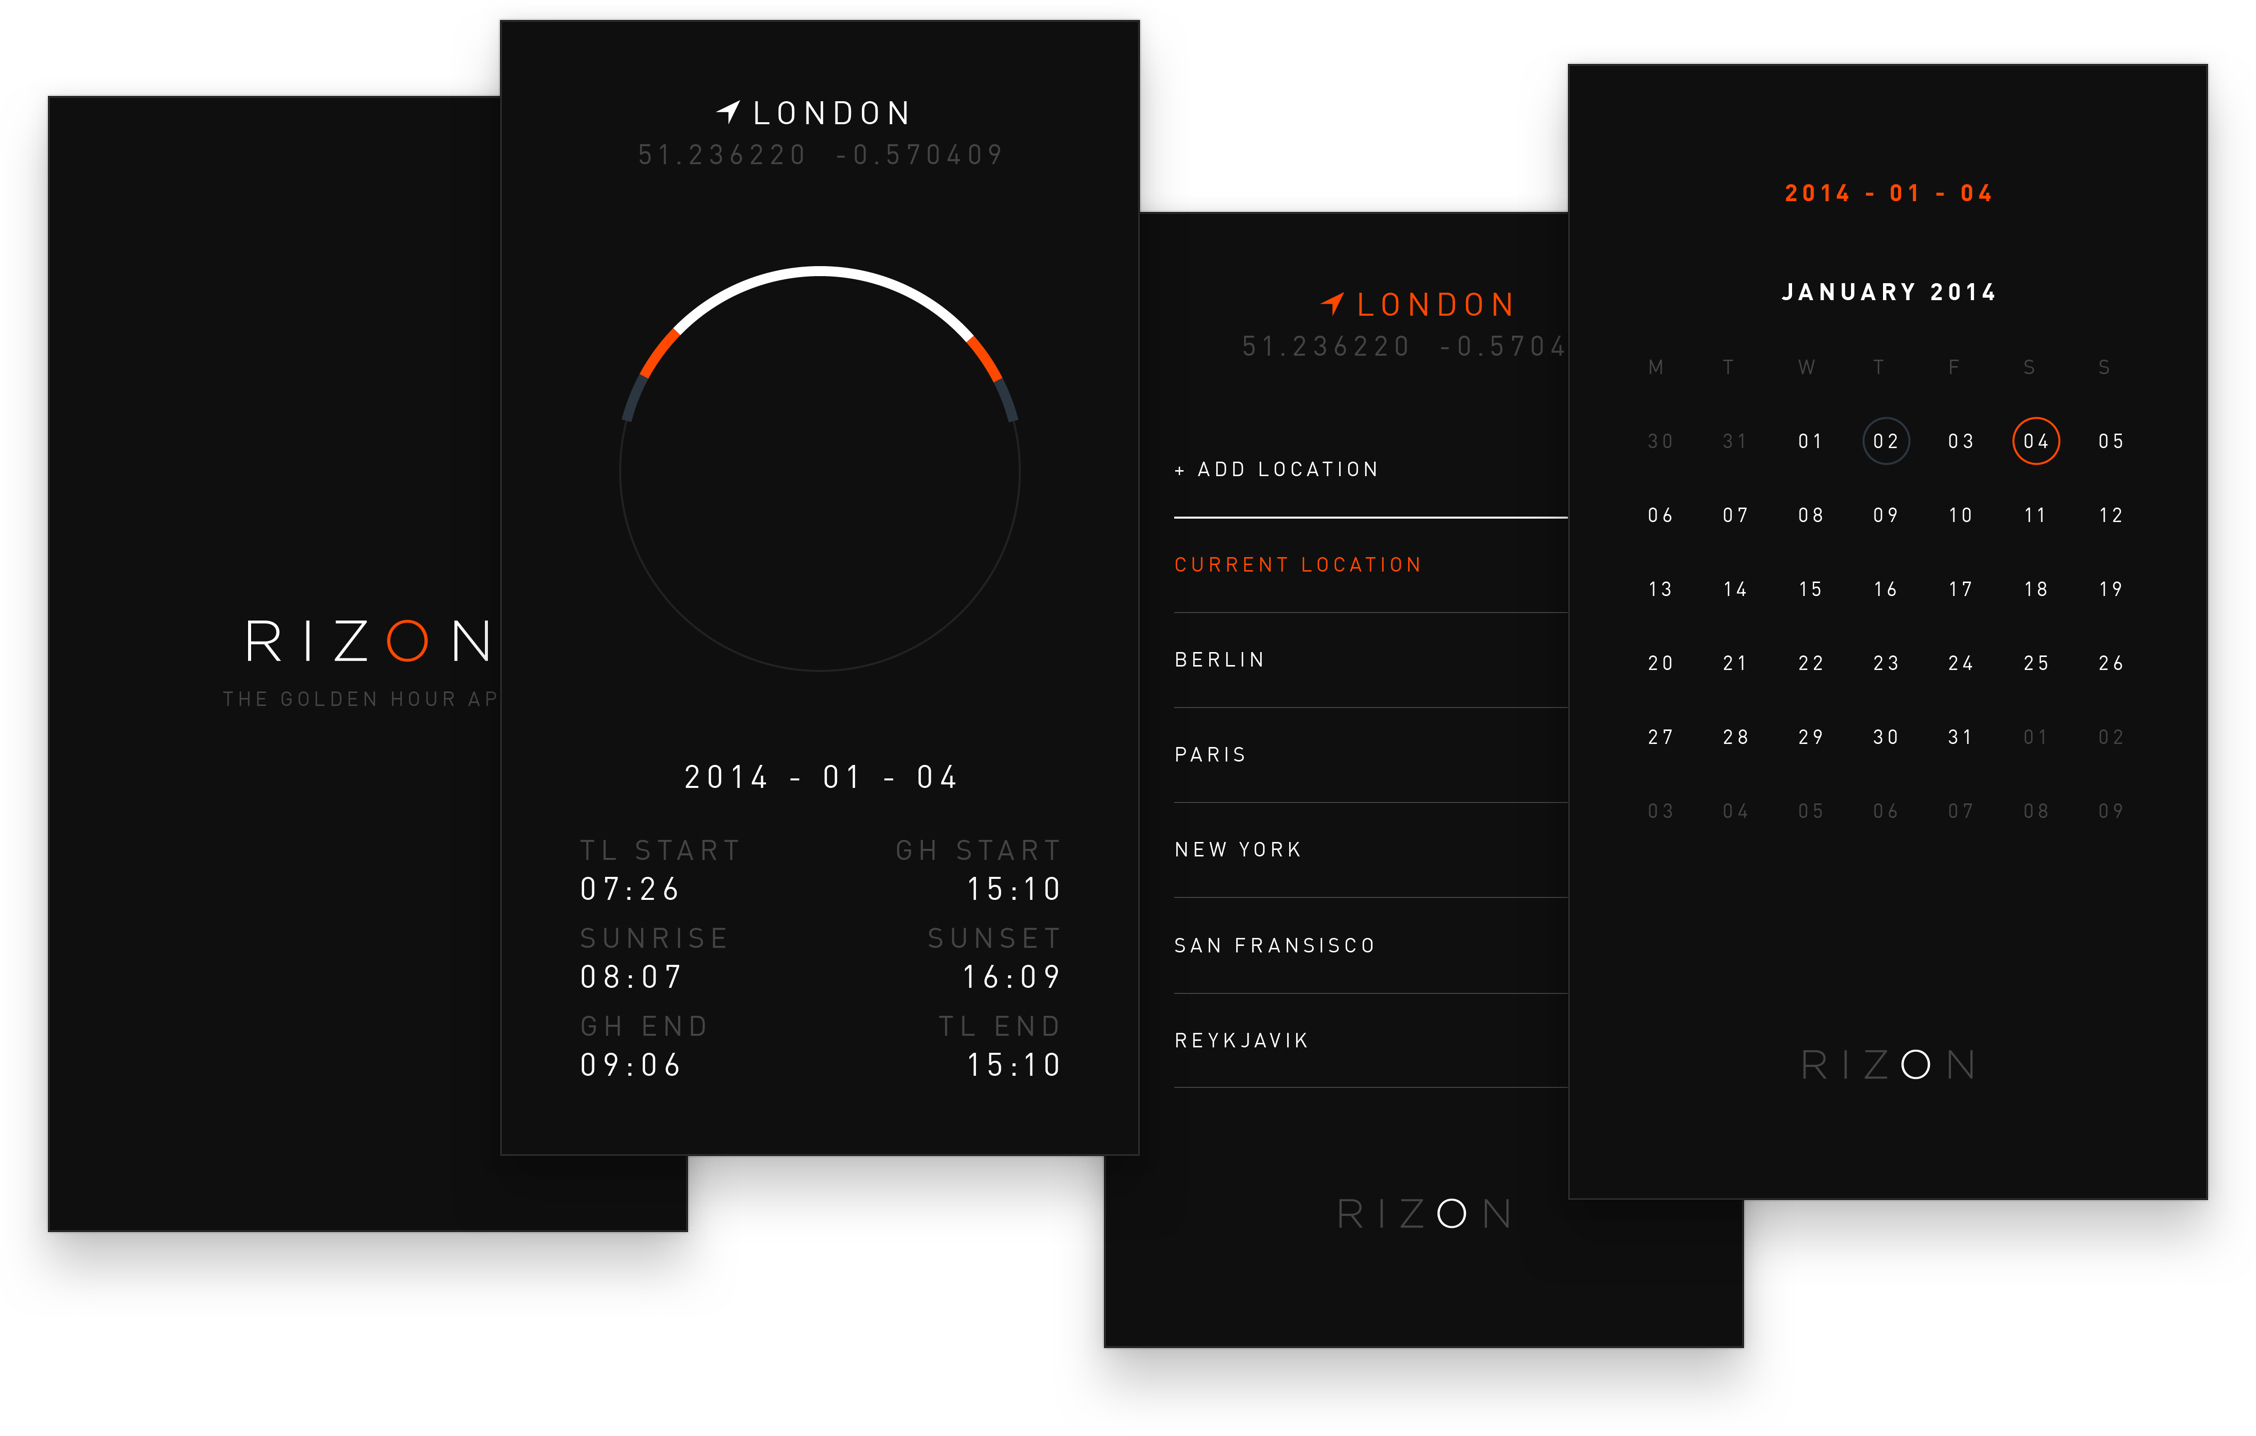 RIZON
THE GOLDEN HOUR AP
LONDON
51.236220 -0.570409
2014 - 01 - 04
TL START GH START
07:26 15:10
SUNRISE SUNSET
08:07 16:09
GH END TL END
09:06 15:10
LONDON
51.236220 -0.5704
+ ADD LOCATION
CURRENT LOCATION
BERLIN
PARIS
NEW YORK
SAN FRANSISCO
REYKJAVIK
RIZON
2014 - 01 - 04
JANUARY 2014
M T W T F S S
30 31 01 02 03 04 05
06 07 08 09 10 11 12
13 14 15 16 17 18 19
20 21 22 23 24 25 26
27 28 29 30 31 01 02
03 04 05 06 07 08 09
RIZON